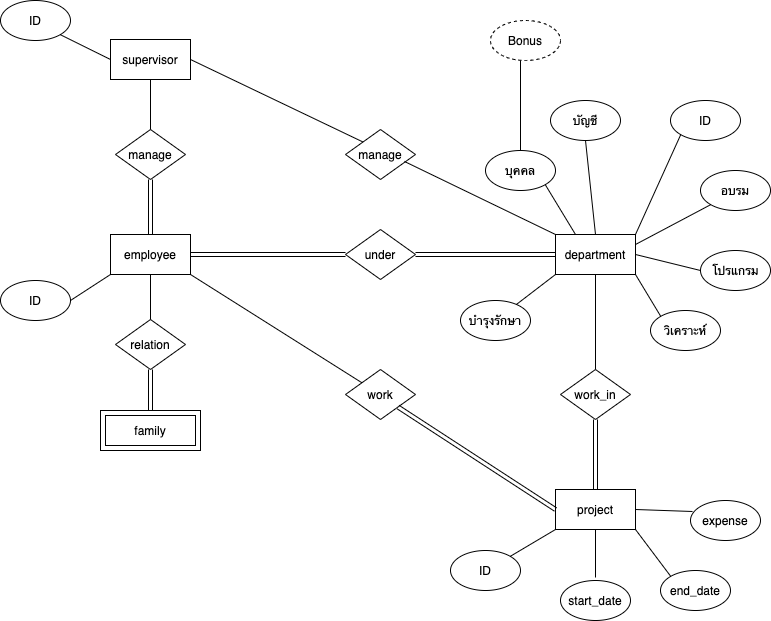 ID
supervisor
Bonus
บัญชี
ID
manage
manage
บุคคล
อบรม
employee
under
department
โปรแกรม
ID
บำรุงรักษา
วิเคราะห์
relation
work
work_in
family
project
expense
ID
start_date
end_date